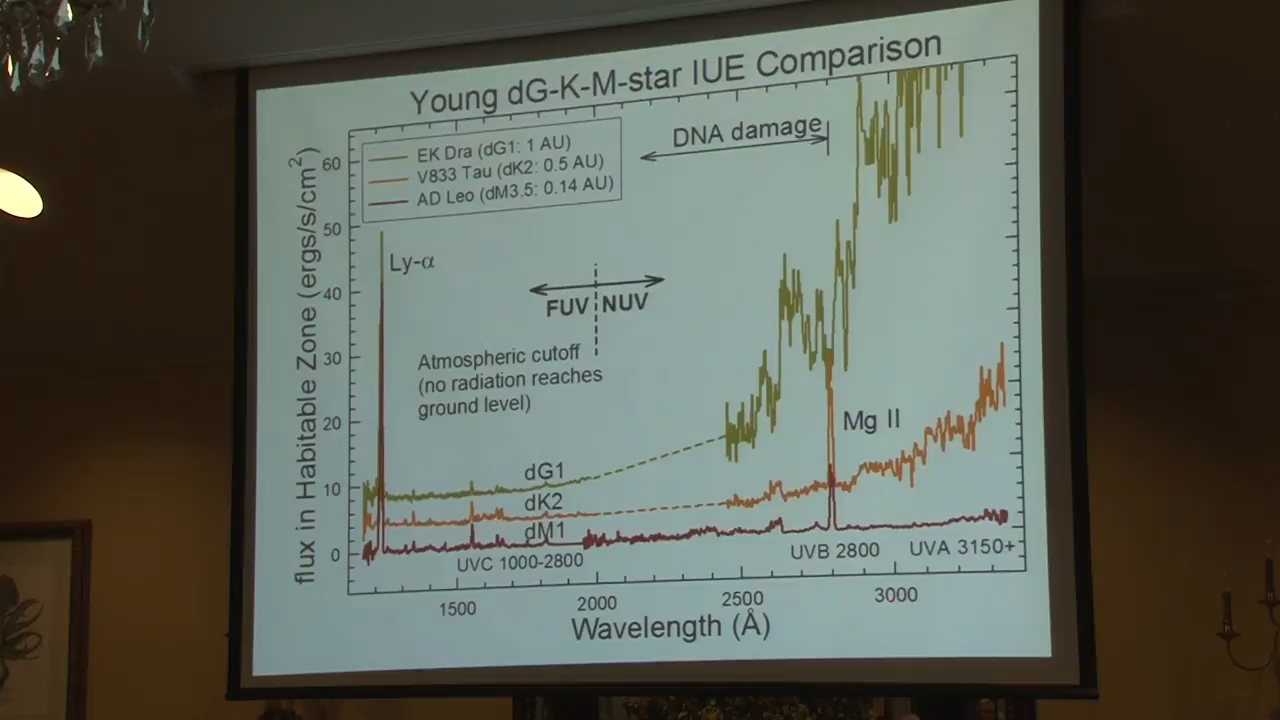 Young dG-K-M-star IUE Comparison
EK Dra (dG1: 1 AU)
V833 Tau (dK2: 0.5 AU)
AD Leo (dM3.5: 0.14 AU)
DNA damage
Ly-α
FUV NUV
Atmospheric cutoff
(no radiation reaches
ground level)
Mg II
dG1
dK2
dM1
UVC 1000-2800
UVB 2800
UVA 3150+
flux in Habitable Zone (ergs/s/cm²)
60
50
40
30
20
10
0
1500 2000 2500 3000
Wavelength (Å)